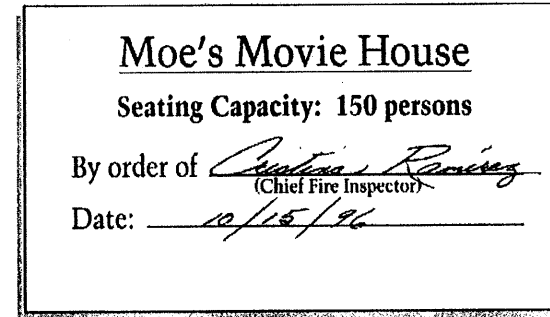 Moe's Movie House
Seating Capacity: 150 persons
By order of Cristina Ramirez
(Chief Fire Inspector)
Date: 10/15/96